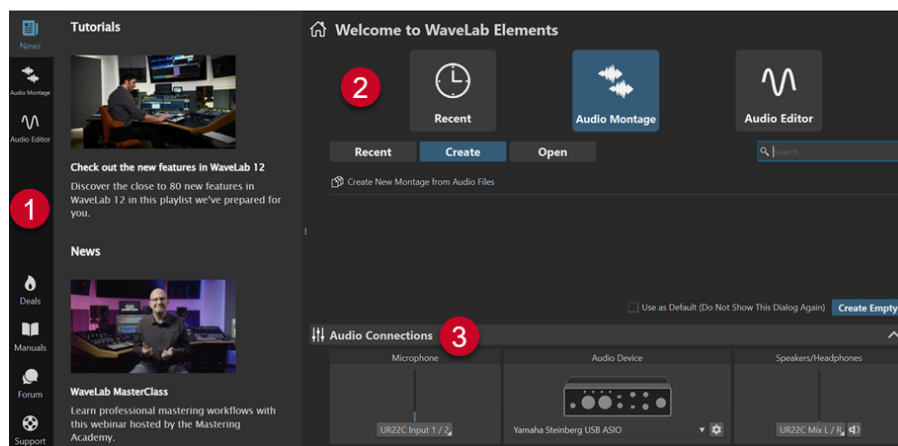 News
Audio Montage
Audio Editor
1
Deals
Manuals
Forum
Support
Tutorials
Check out the new features in WaveLab 12
Discover the close to 80 new features in
WaveLab 12 in this playlist we've prepared for
you.
News
WaveLab MasterClass
Learn professional mastering workflows with
this webinar hosted by the Mastering
Academy.
Welcome to WaveLab Elements
2
Recent
Audio Montage
Audio Editor
Recent Create Open
Search
Create New Montage from Audio Files
Use as Default (Do Not Show This Dialog Again) Create Empty
Audio Connections 3
Microphone Audio Device Speakers/Headphones
UR22C Input 1 / 2 Yamaha Steinberg USB ASIO UR22C Mix L / R